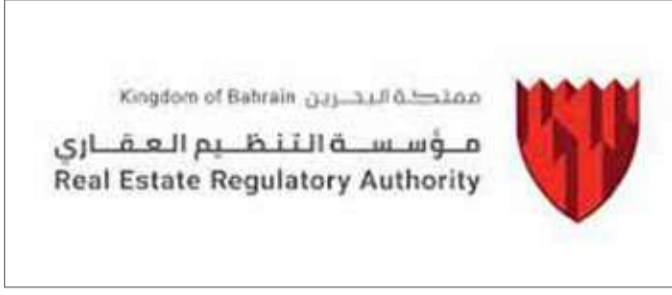 Kingdom of Bahrain مملكة البحرين
مؤسسة التنظيم العقاري
Real Estate Regulatory Authority